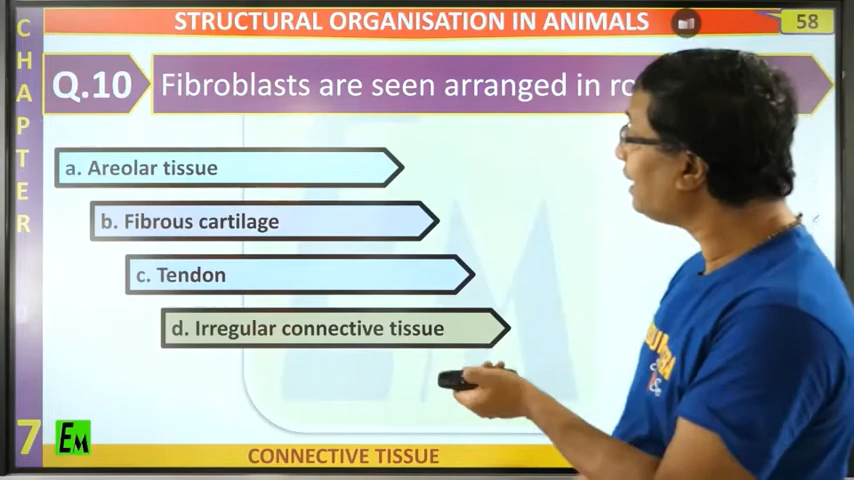 STRUCTURAL ORGANISATION IN ANIMALS
58
CHAPTER
7
Q.10
Fibroblasts are seen arranged in
a. Areolar tissue
b. Fibrous cartilage
c. Tendon
d. Irregular connective tissue
EM
CONNECTIVE TISSUE